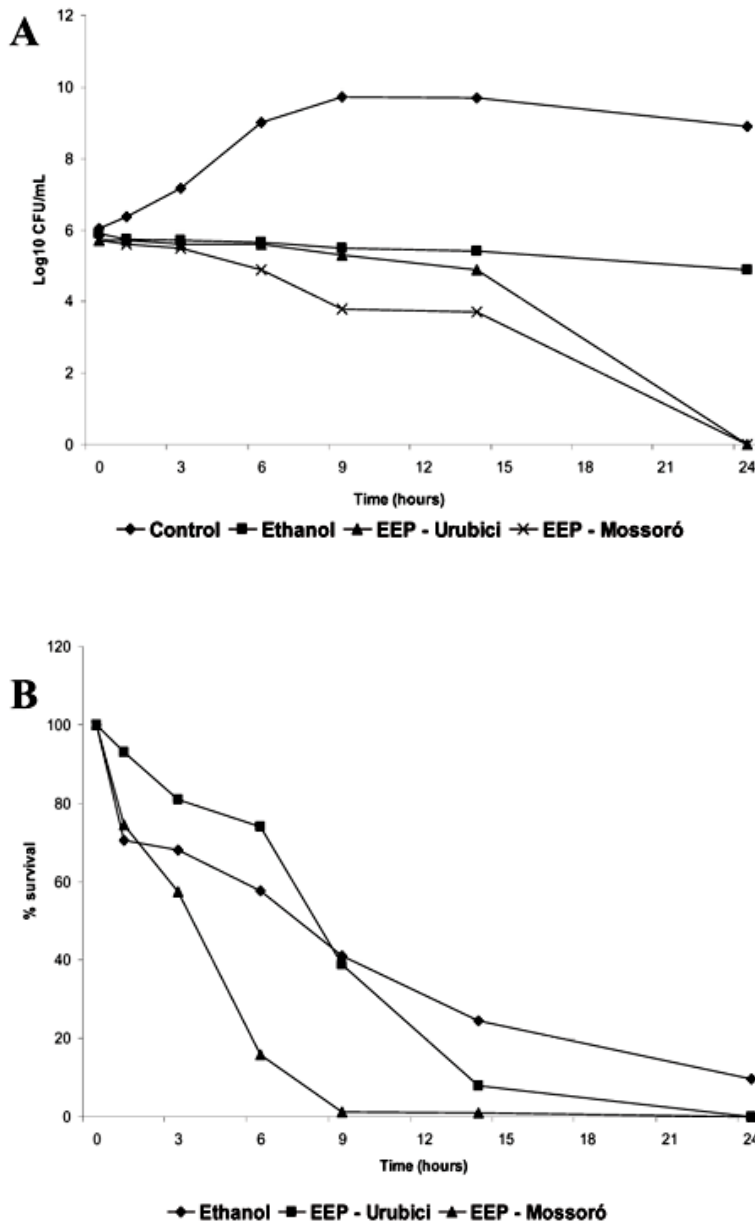 A
12
10
8
6
4
2
0
Log10 CFU/mL
0 3 6 9 12 15 18 21 24
Time (hours)
Control Ethanol EEP - Urubici EEP - Mossoró
B
120
100
80
60
40
20
0
% survival
0 3 6 9 12 15 18 21 24
Time (hours)
Ethanol EEP - Urubici EEP - Mossoró